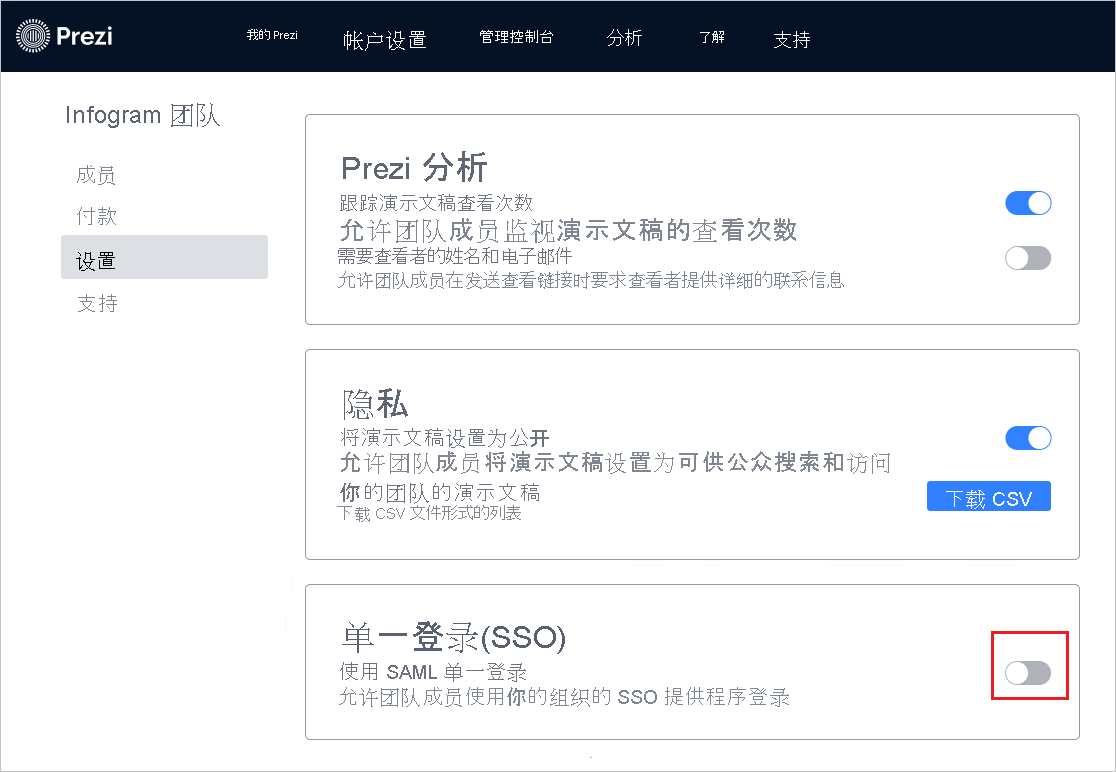 Prezi
我的 Prezi 帐户设置 管理控制台 分析 了解 支持
Infogram 团队
成员
付款
设置
支持
Prezi 分析
跟踪演示文稿查看次数
允许团队成员监视演示文稿的查看次数
需要查看者的姓名和电子邮件
允许团队成员在发送查看链接时要求查看者提供详细的联系信息
隐私
将演示文稿设置为公开
允许团队成员将演示文稿设置为可供公众搜索和访问
你的团队的演示文稿
下载 CSV 文件形式的列表
下载 CSV
单一登录(SSO)
使用 SAML 单一登录
允许团队成员使用你的组织的 SSO 提供程序登录